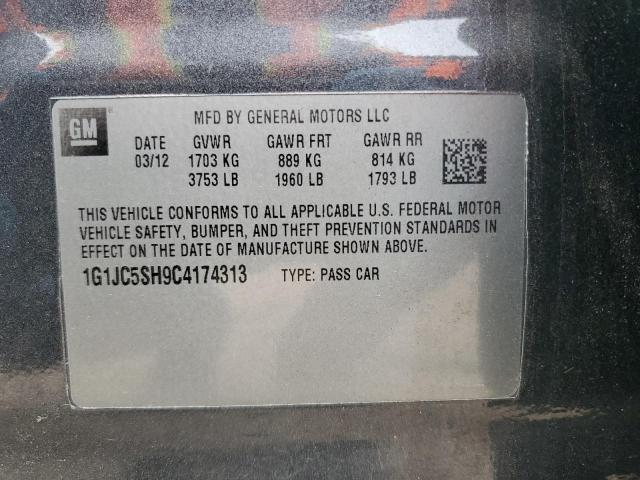 GM
MFD BY GENERAL MOTORS LLC
DATE GVWR GAWR FRT GAWR RR
03/12 1703 KG 889 KG 814 KG
3753 LB 1960 LB 1793 LB
THIS VEHICLE CONFORMS TO ALL APPLICABLE U.S. FEDERAL MOTOR
VEHICLE SAFETY, BUMPER, AND THEFT PREVENTION STANDARDS IN
EFFECT ON THE DATE OF MANUFACTURE SHOWN ABOVE.
1G1JC5SH9C4174313 TYPE: PASS CAR